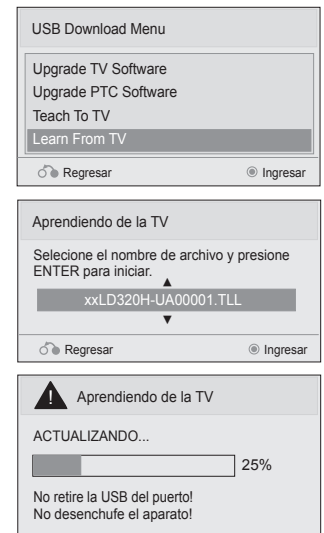 USB Download Menu
Upgrade TV Software
Upgrade PTC Software
Teach To TV
Learn From TV
Regresar
Ingresar
Aprendiendo de la TV
Selecione el nombre de archivo y presione
ENTER para iniciar.
▲
xxLD320H-UA00001.TLL
▼
Regresar
Ingresar
! Aprendiendo de la TV
ACTUALIZANDO...
25%
No retire la USB del puerto!
No desenchufe el aparato!